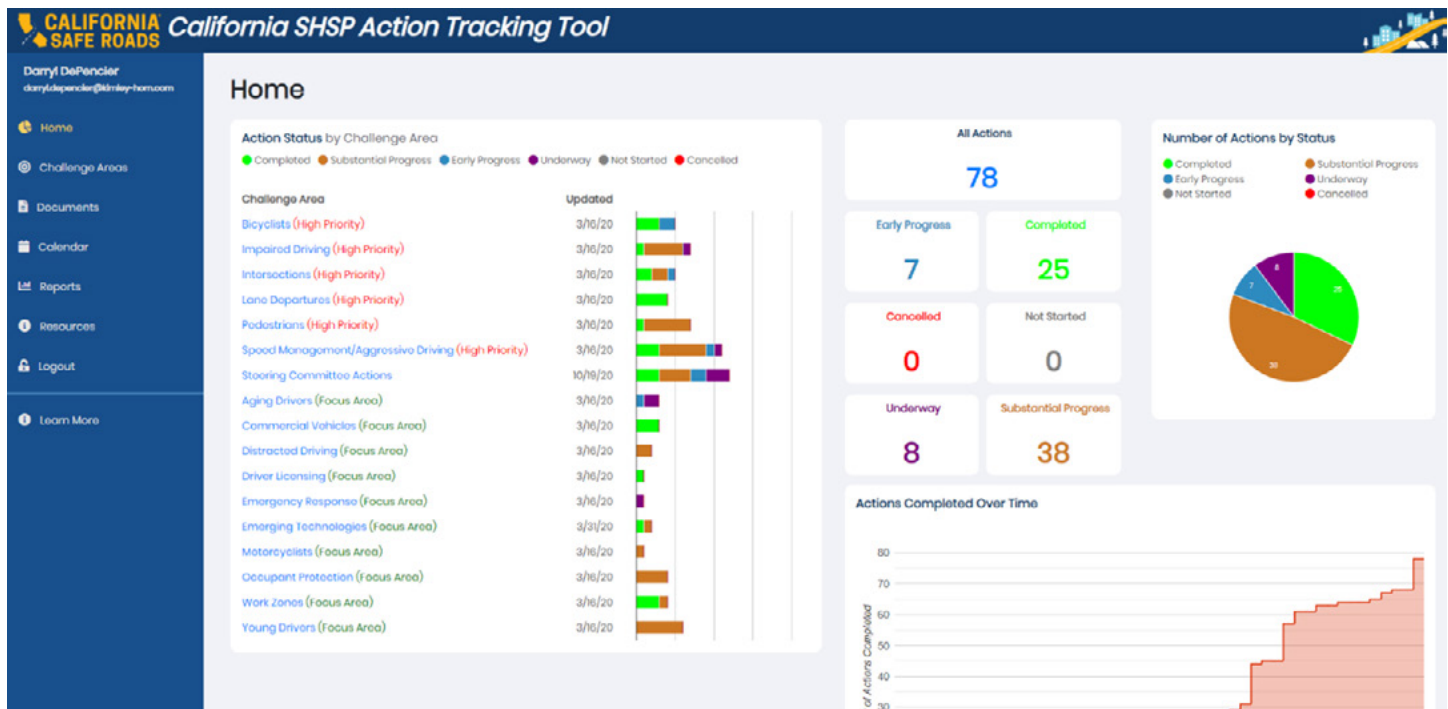 CALIFORNIA
SAFE ROADS
California SHSP Action Tracking Tool
Darryl DePencier
darryl.depencier@kimley-horn.com
Home
Challenge Areas
Documents
Calendar
Reports
Resources
Logout
Learn More
Home
Action Status by Challenge Area
Completed Substantial Progress Early Progress Underway Not Started Cancelled
Challenge Area Updated
Bicyclists (High Priority) 3/16/20
Impaired Driving (High Priority) 3/16/20
Intersections (High Priority) 3/16/20
Lane Departures (High Priority) 3/16/20
Pedestrians (High Priority) 3/16/20
Speed Management/Aggressive Driving (High Priority) 3/16/20
Steering Committee Actions 10/19/20
Aging Drivers (Focus Area) 3/16/20
Commercial Vehicles (Focus Area) 3/16/20
Distracted Driving (Focus Area) 3/16/20
Driver Licensing (Focus Area) 3/16/20
Emergency Response (Focus Area) 3/16/20
Emerging Technologies (Focus Area) 3/31/20
Motorcyclists (Focus Area) 3/16/20
Occupant Protection (Focus Area) 3/16/20
Work Zones (Focus Area) 3/16/20
Young Drivers (Focus Area) 3/16/20
All Actions
78
Early Progress
7
Completed
25
Cancelled
0
Not Started
0
Underway
8
Substantial Progress
38
Number of Actions by Status
Completed Substantial Progress
Early Progress Underway
Not Started Cancelled
8
7
25
38
Actions Completed Over Time
80
70
60
50
40
30
of Actions Completed